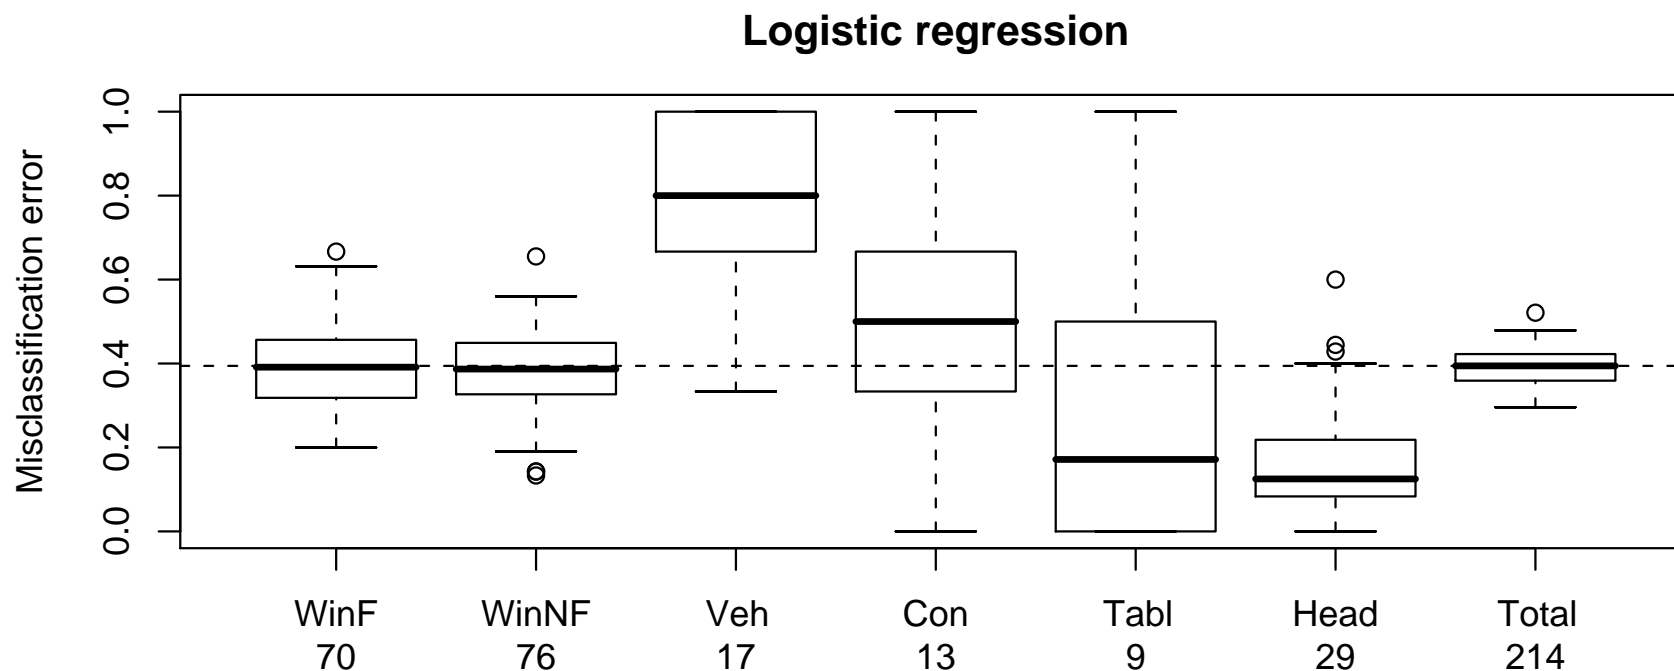 Logistic regression
Misclassification error
1.0
0.8
0.6
0.4
0.2
0.0
WinF WinNF Veh Con Tabl Head Total
70 76 17 13 9 29 214